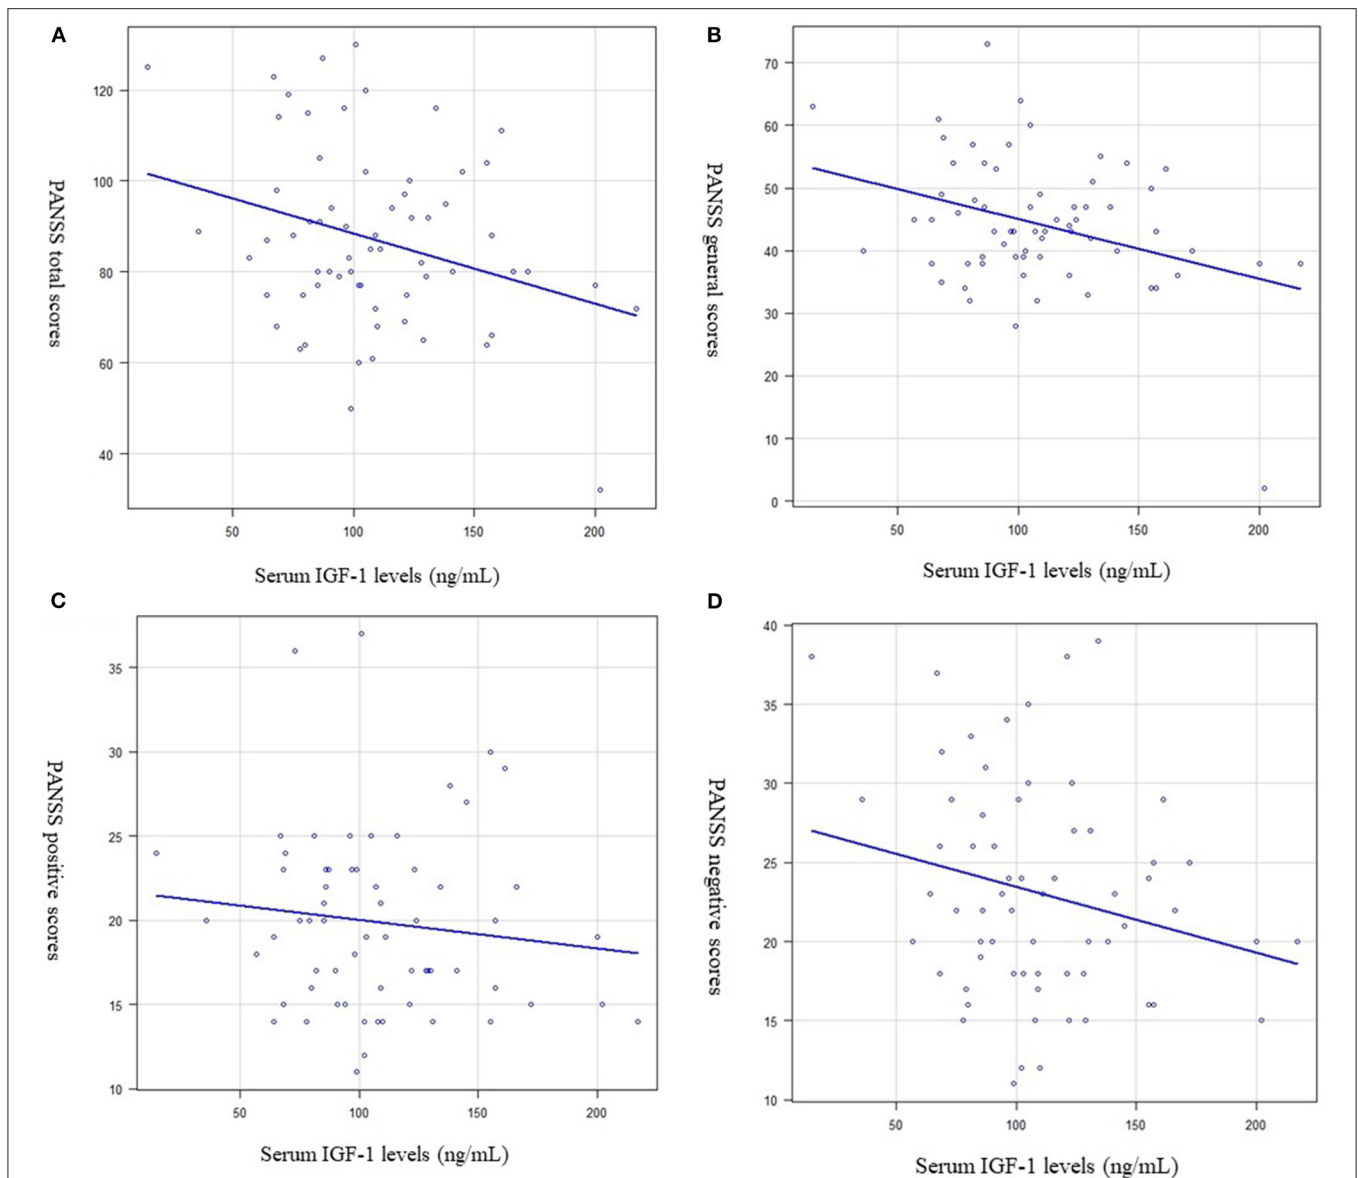 A
PANSS total scores
120
100
80
60
40
50 100 150 200
Serum IGF-1 levels (ng/mL)
B
PANSS general scores
70
60
50
40
30
20
10
0
50 100 150 200
Serum IGF-1 levels (ng/mL)
C
PANSS positive scores
35
30
25
20
15
10
50 100 150 200
Serum IGF-1 levels (ng/mL)
D
PANSS negative scores
40
35
30
25
20
15
10
50 100 150 200
Serum IGF-1 levels (ng/mL)